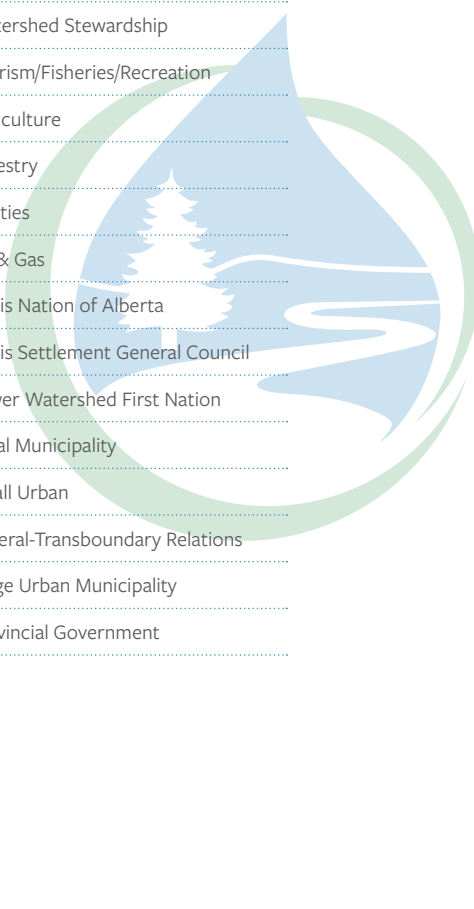 tershed Stewardship
rism/Fisheries/Recreation
culture
estry
ties
& Gas
is Nation of Alberta
is Settlement General Council
er Watershed First Nation
al Municipality
all Urban
eral-Transboundary Relations
ge Urban Municipality
vincial Government